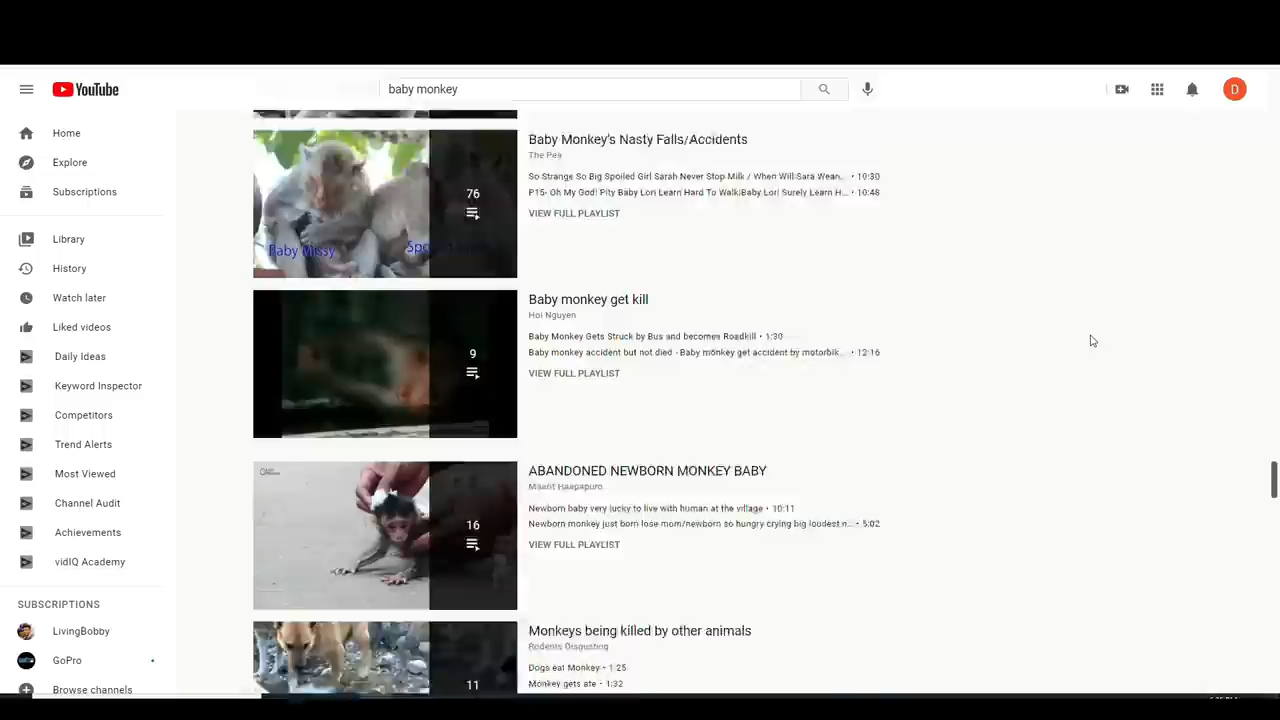 YouTube
baby monkey
D
Home
Explore
Subscriptions
Library
History
Watch later
Liked videos
Daily Ideas
Keyword Inspector
Competitors
Trend Alerts
Most Viewed
Channel Audit
Achievements
vidIQ Academy
SUBSCRIPTIONS
LivingBobby
GoPro
Browse channels
Baby Missy
76
Baby Monkey's Nasty Falls/Accidents
The Pet
So Strange So Big Spoiled Girl Sarah Never Stop Milk / When Will Sara Wean... • 10:30
P15- Oh My God! Pity Baby Lori Learn Hard To Walk|Baby Lori Surely Learn H... • 10:48
VIEW FULL PLAYLIST
9
Baby monkey get kill
Hoi Nguyen
Baby Monkey Gets Struck by Bus and becomes Roadkill • 1:30
Baby monkey accident but not died - Baby monkey get accident by motorbik... • 12:16
VIEW FULL PLAYLIST
16
ABANDONED NEWBORN MONKEY BABY
Newborn baby very lucky to live with human at the village • 10:11
Newborn monkey just born lose mom/newborn so hungry crying big loudest n... • 5:02
VIEW FULL PLAYLIST
11
Monkeys being killed by other animals
Rodents Disgusting
Dogs eat Monkey • 1:25
Monkey gets ate • 1:32